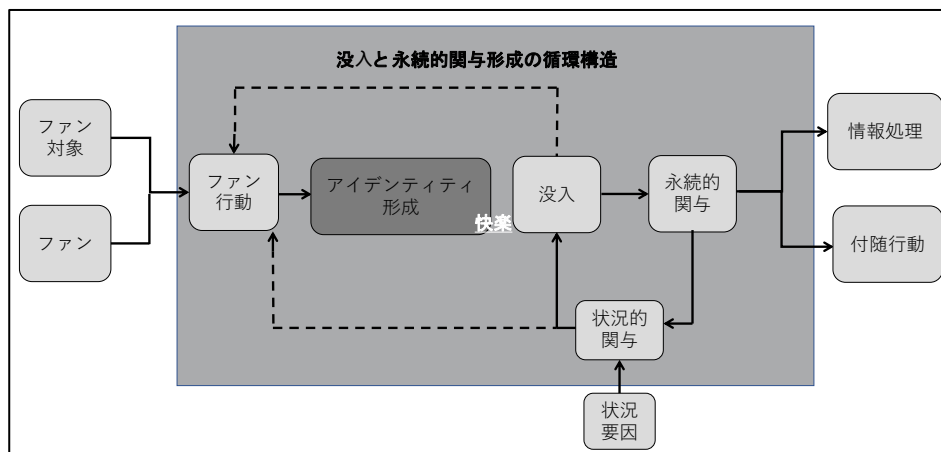 没入と永続的関与形成の循環構造
ファン
対象
ファン
ファン
行動
アイデンティティ
形成
快楽
没入
永続的
関与
状況的
関与
状況
要因
情報処理
付随行動